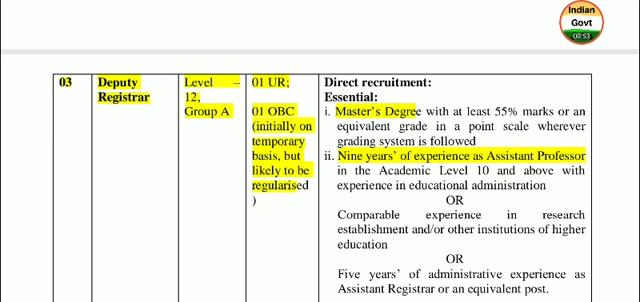 Indian
Govt
00:53
03
Deputy
Registrar
Level –
12,
Group A
01 UR;
01 OBC
(initially on
temporary
basis, but
likely to be
regularised
)
Direct recruitment:
Essential:
i. Master's Degree with at least 55% marks or an
equivalent grade in a point scale wherever
grading system is followed
ii. Nine years' of experience as Assistant Professor
in the Academic Level 10 and above with
experience in educational administration
OR
Comparable experience in research
establishment and/or other institutions of higher
education
OR
Five years' of administrative experience as
Assistant Registrar or an equivalent post.